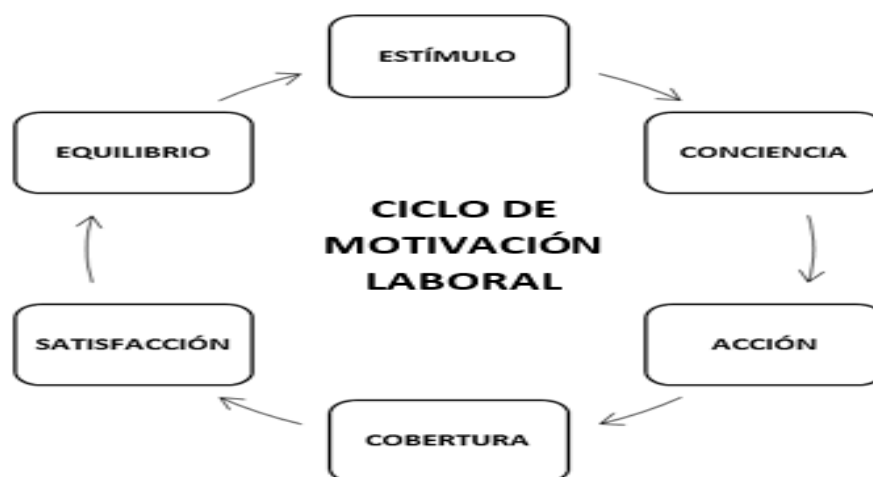 ESTÍMULO
CONCIENCIA
ACCIÓN
COBERTURA
SATISFACCIÓN
EQUILIBRIO
CICLO DE
MOTIVACIÓN
LABORAL